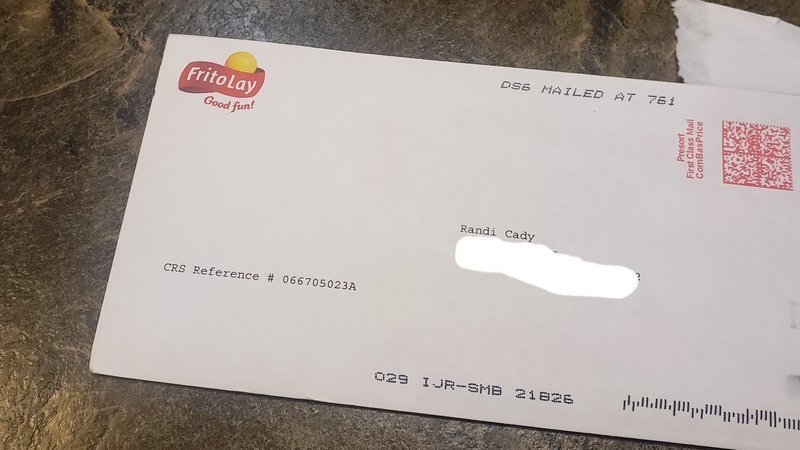 FritoLay
Good fun!
DS6 MAILED AT 761
Presort
First Class Mail
ComBasPrice
Randi Cady
2
CRS Reference # 066705023A
029 IJR-SMB 21826